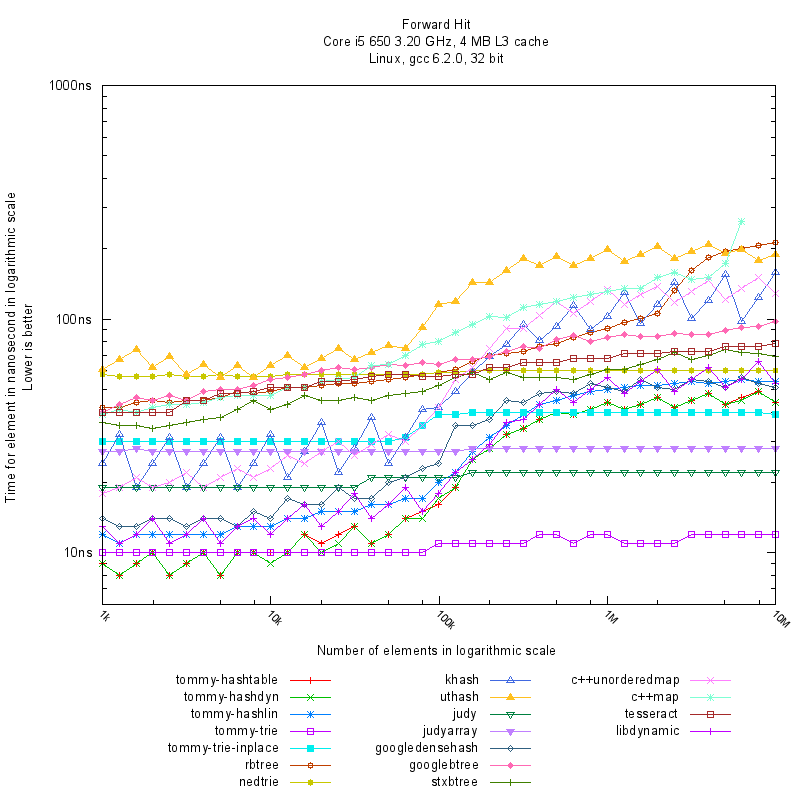 Forward Hit
Core i5 650 3.20 GHz, 4 MB L3 cache
Linux, gcc 6.2.0, 32 bit
1000ns
100ns
10ns
Time for element in nanosecond in logarithmic scale
Lower is better
1k
10k
100k
1M
10M
Number of elements in logarithmic scale
tommy-hashtable
tommy-hashdyn
tommy-hashlin
tommy-trie
tommy-trie-inplace
rbtree
nedtrie
khash
uthash
judy
judyarray
googledensehash
googlebtree
stxbtree
c++unorderedmap
c++map
tesseract
libdynamic